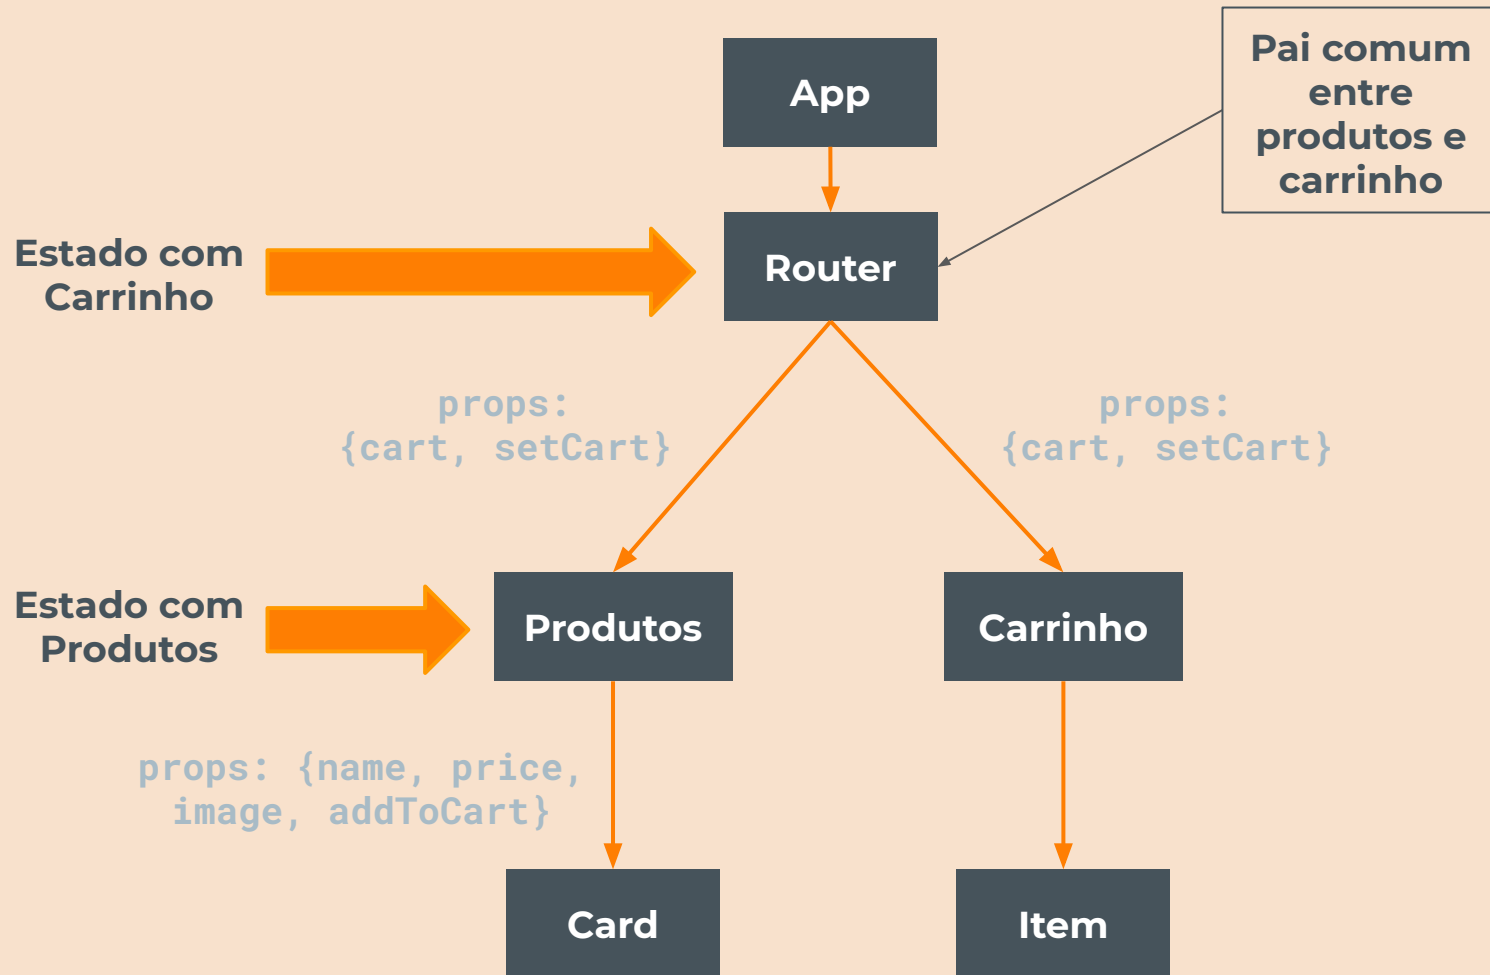 App
Pai comum
entre
produtos e
carrinho
Estado com
Carrinho
Router
props:
{cart, setCart}
props:
{cart, setCart}
Estado com
Produtos
Produtos
Carrinho
props: {name, price,
image, addToCart}
Card
Item